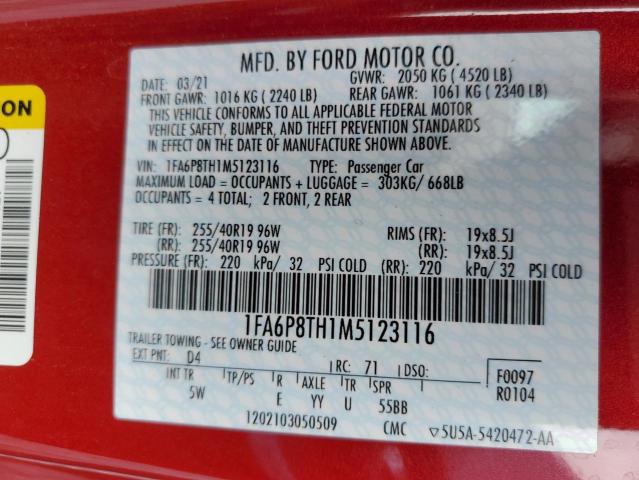 MFD. BY FORD MOTOR CO.
DATE: 03/21 GVWR: 2050 KG ( 4520 LB)
FRONT GAWR: 1016 KG ( 2240 LB) REAR GAWR: 1061 KG ( 2340 LB)
THIS VEHICLE CONFORMS TO ALL APPLICABLE FEDERAL MOTOR
VEHICLE SAFETY, BUMPER, AND THEFT PREVENTION STANDARDS
IN EFFECT ON THE DATE OF MANUFACTURE SHOWN ABOVE.
VIN: 1FA6P8TH1M5123116 TYPE: Passenger Car
MAXIMUM LOAD = OCCUPANTS + LUGGAGE = 303KG/ 668LB
OCCUPANTS = 4 TOTAL; 2 FRONT, 2 REAR
TIRE (FR): 255/40R19 96W RIMS (FR): 19x8.5J
(RR): 255/40R19 96W (RR): 19x8.5J
PRESSURE (FR): 220 kPa/ 32 PSI COLD (RR): 220 kPa/ 32 PSI COLD
1FA6P8TH1M5123116
TRAILER TOWING - SEE OWNER GUIDE
EXT PNT: D4 RC: 71 DSO: F0097
INT TR TP/PS R AXLE TR SPR R0104
5W E YY U 55BB
1202103050509 CMC ▽5U5A-5420472-AA
ON